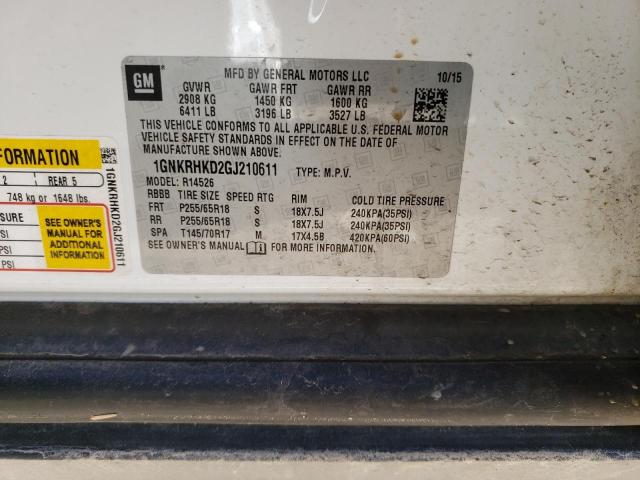 GM
MFD BY GENERAL MOTORS LLC 10/15
GVWR GAWR FRT GAWR RR
2908 KG 1450 KG 1600 KG
6411 LB 3196 LB 3527 LB
THIS VEHICLE CONFORMS TO ALL APPLICABLE U.S. FEDERAL MOTOR
VEHICLE SAFETY STANDARDS IN EFFECT ON THE DATE OF
MANUFACTURE SHOWN ABOVE.
1GNKRHKD2GJ210611 TYPE: M.P.V.
MODEL: R14526
RBBB TIRE SIZE SPEED RTG RIM COLD TIRE PRESSURE
FRT P255/65R18 S 18X7.5J 240KPA(35PSI)
RR P255/65R18 S 18X7.5J 240KPA(35PSI)
SPA T145/70R17 M 17X4.5B 420KPA(60PSI)
SEE OWNER'S MANUAL FOR MORE INFORMATION
FORMATION
2 REAR 5
748 kg or 1648 lbs.
SSURE
PSI
PSI
PSI
SEE OWNER'S
MANUAL FOR
ADDITIONAL
INFORMATION
1GNKRHKD2GJ210611